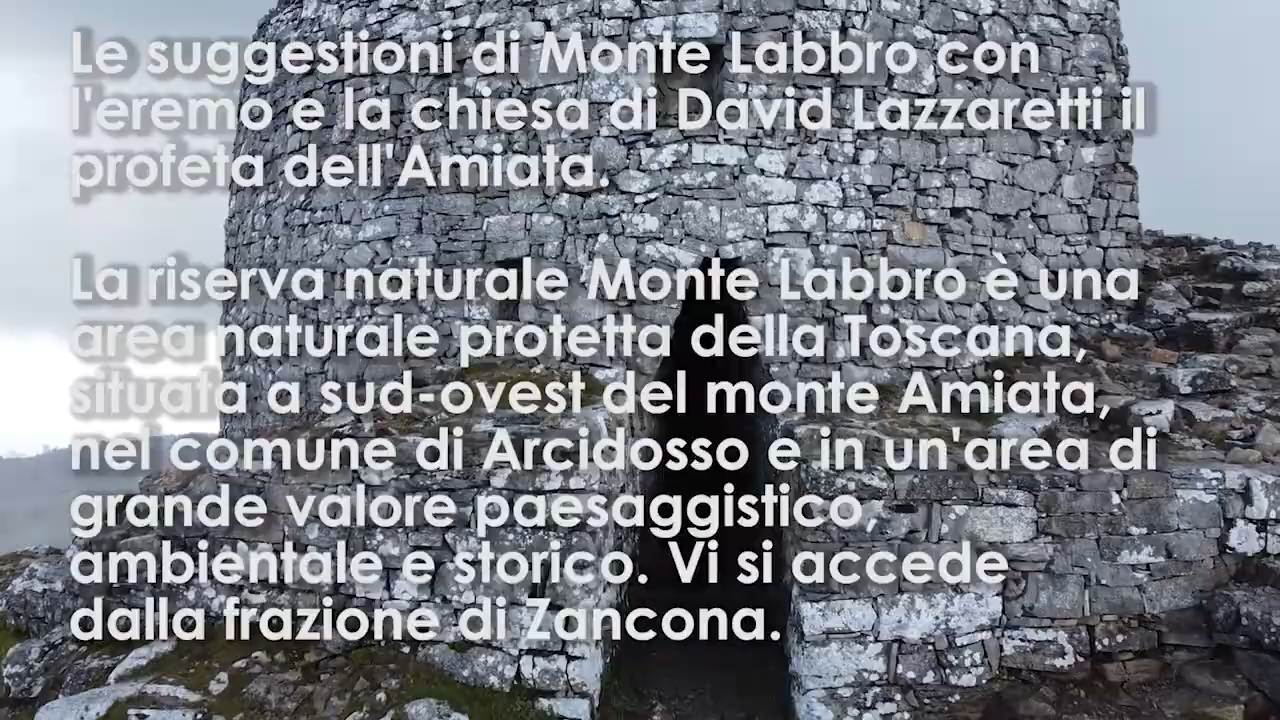 Le suggestioni di Monte Labbro con
l'eremo e la chiesa di David Lazzaretti il
profeta dell'Amiata.
La riserva naturale Monte Labbro è una
area naturale protetta della Toscana,
situata a sud-ovest del monte Amiata,
nel comune di Arcidosso e in un'area di
grande valore paesaggistico,
ambientale e storico. Vi si accede
dalla frazione di Zancona.